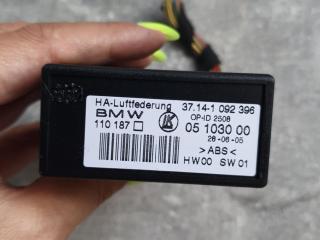 HA-Luftfederung 37.14-1 092 396
BMW OP-ID 2508
110 187 05 1030 00
28-06-05
>ABS<
HW00 SW01